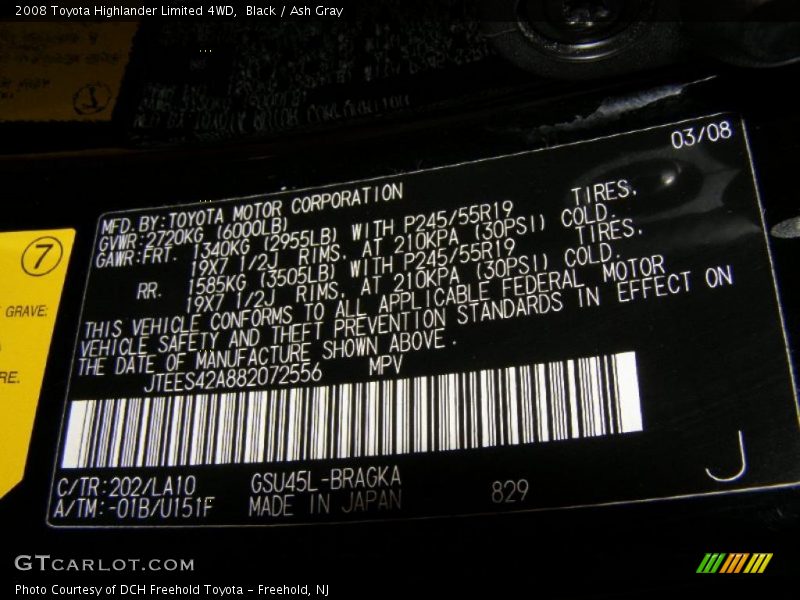 2008 Toyota Highlander Limited 4WD, Black / Ash Gray
03/08
MFD.BY:TOYOTA MOTOR CORPORATION
GVWR:2720KG (6000LB)
GAWR:FRT. 1340KG (2955LB) WITH P245/55R19 TIRES,
19X7 1/2J RIMS, AT 210KPA (30PSI) COLD.
RR. 1585KG (3505LB) WITH P245/55R19 TIRES,
19X7 1/2J RIMS, AT 210KPA (30PSI) COLD.
THIS VEHICLE CONFORMS TO ALL APPLICABLE FEDERAL MOTOR
VEHICLE SAFETY AND THEFT PREVENTION STANDARDS IN EFFECT ON
THE DATE OF MANUFACTURE SHOWN ABOVE.
JTEES42A882072556 MPV
C/TR:202/LA10 GSU45L-BRAGKA
A/TM:-01B/U151F MADE IN JAPAN 829
J
7
GRAVE:
RE.
GTCARLOT.COM
Photo Courtesy of DCH Freehold Toyota - Freehold, NJ